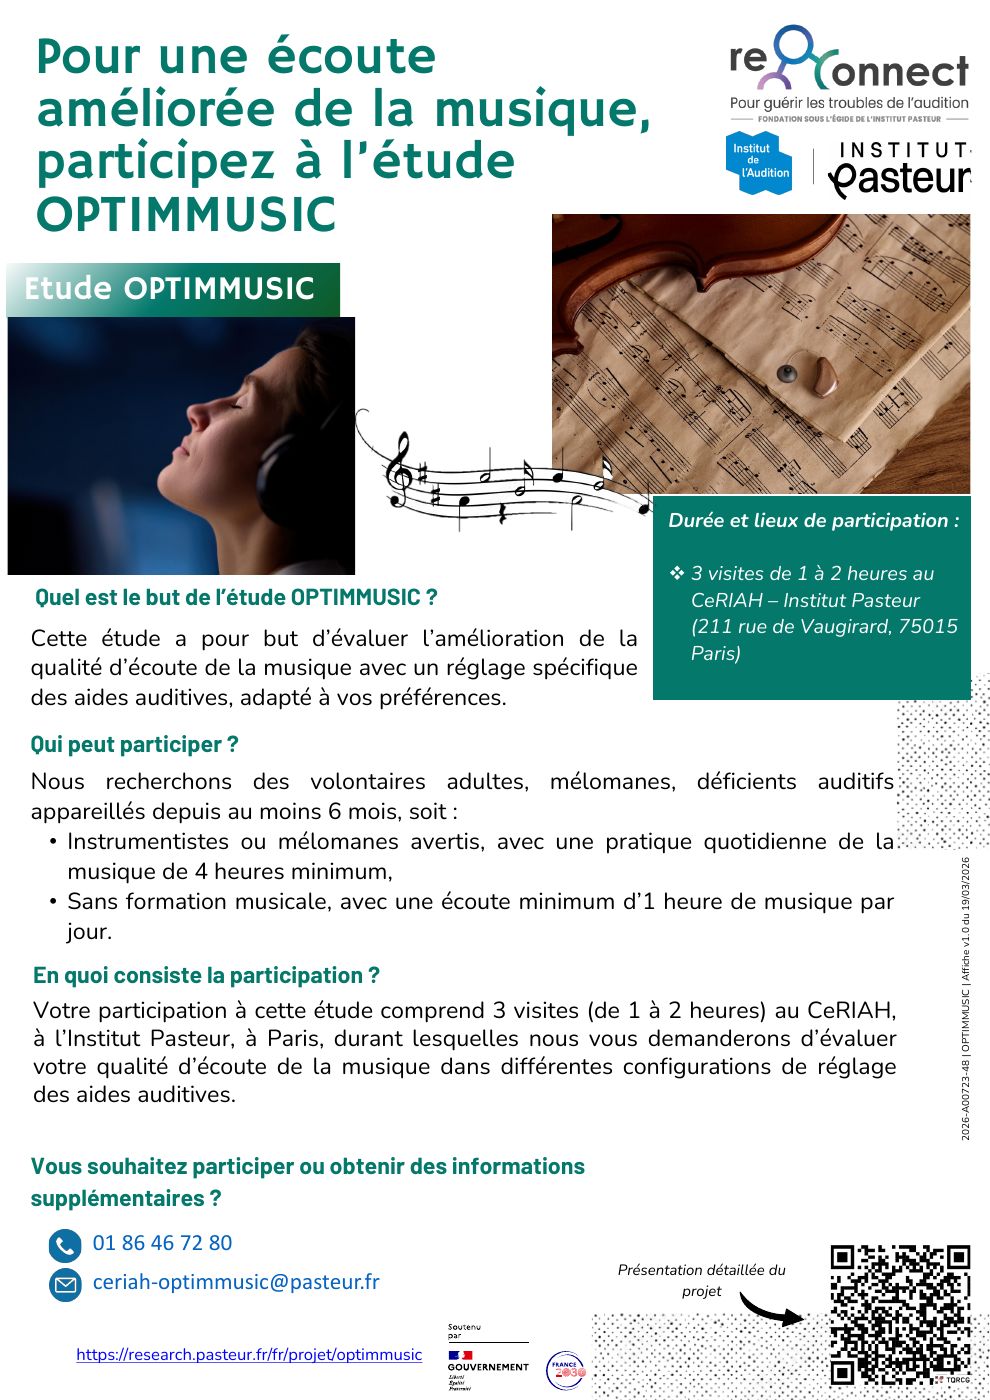 Pour une écoute
améliorée de la musique,
participez à l'étude
OPTIMMUSIC
reConnect
Pour guérir les troubles de l'audition
FONDATION SOUS L'ÉGIDE DE L'INSTITUT PASTEUR
Institut
de
l'Audition
INSTITUT
Pasteur
Etude OPTIMMUSIC
Durée et lieux de participation :
❖ 3 visites de 1 à 2 heures au
CeRIAH – Institut Pasteur
(211 rue de Vaugirard, 75015
Paris)
Quel est le but de l'étude OPTIMMUSIC ?
Cette étude a pour but d'évaluer l'amélioration de la
qualité d'écoute de la musique avec un réglage spécifique
des aides auditives, adapté à vos préférences.
Qui peut participer ?
Nous recherchons des volontaires adultes, mélomanes, déficients auditifs
appareillés depuis au moins 6 mois, soit :
• Instrumentistes ou mélomanes avertis, avec une pratique quotidienne de la
musique de 4 heures minimum,
• Sans formation musicale, avec une écoute minimum d'1 heure de musique par
jour.
En quoi consiste la participation ?
Votre participation à cette étude comprend 3 visites (de 1 à 2 heures) au CeRIAH,
à l'Institut Pasteur, à Paris, durant lesquelles nous vous demanderons d'évaluer
votre qualité d'écoute de la musique dans différentes configurations de réglage
des aides auditives.
2026-A00723-48 | OPTIMMUSIC | Affiche v1.0 du 19/03/2026
Vous souhaitez participer ou obtenir des informations
supplémentaires ?
01 86 46 72 80
ceriah-optimmusic@pasteur.fr
Présentation détaillée du
projet
https://research.pasteur.fr/fr/projet/optimmusic
Soutenu
par
GOUVERNEMENT
Liberté
Égalité
Fraternité
FRANCE
2030
TQRCG